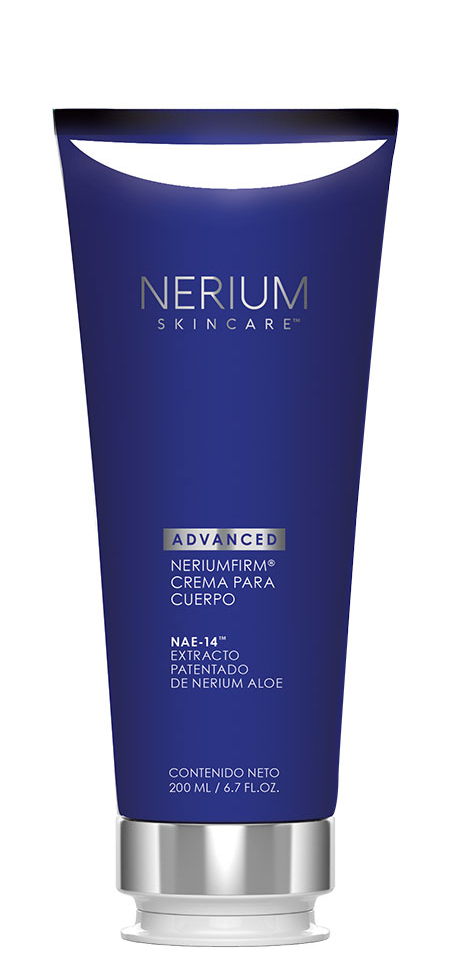 NERIUM
SKINCARE™
ADVANCED
NERIUMFIRM®
CREMA PARA
CUERPO
NAE-14™
EXTRACTO
PATENTADO
DE NERIUM ALOE
CONTENIDO NETO
200 ML / 6.7 FL.OZ.